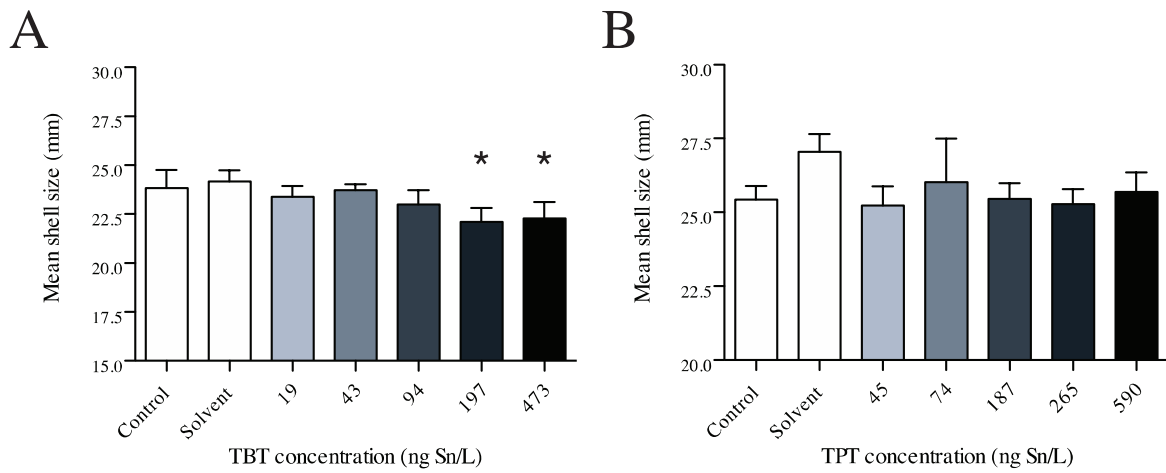 A
B
Mean shell size (mm)
30.0
27.5
25.0
22.5
20.0
17.5
15.0
* *
Control Solvent 19 43 94 197 473
TBT concentration (ng Sn/L)
Mean shell size (mm)
30.0
27.5
25.0
22.5
20.0
Control Solvent 45 74 187 265 590
TPT concentration (ng Sn/L)